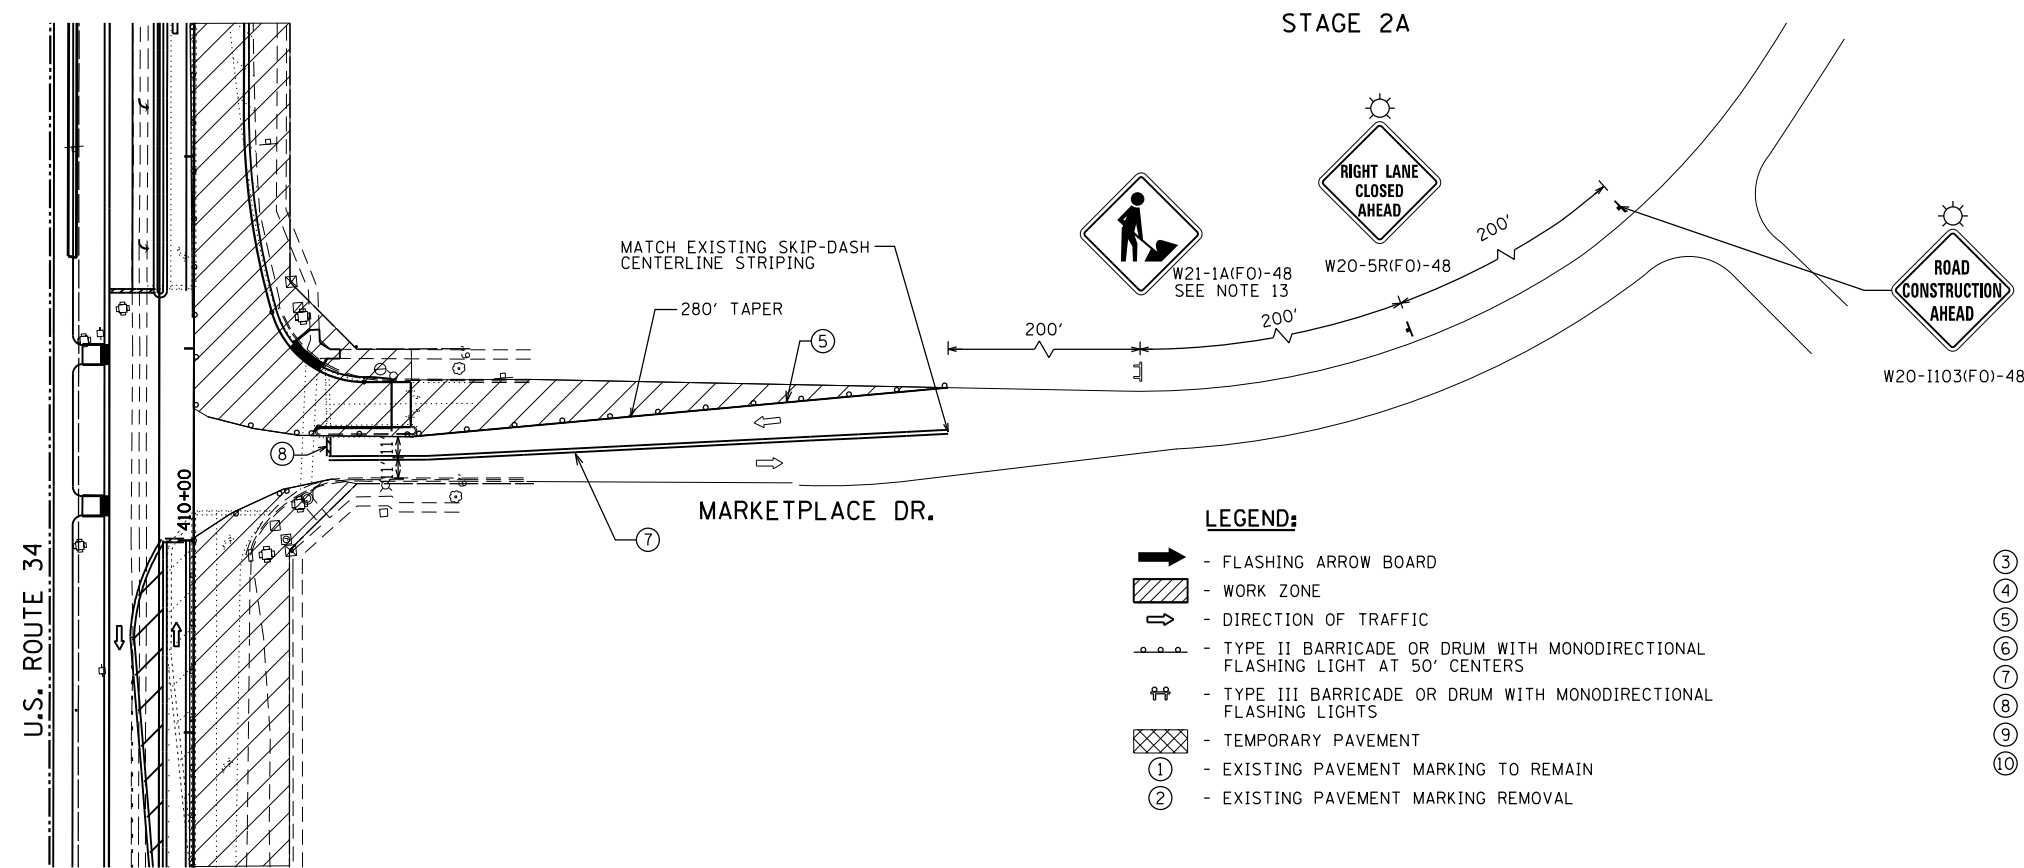 STAGE 2A
RIGHT LANE
CLOSED
AHEAD
W20-5R(FO)-48
W21-1A(FO)-48
SEE NOTE 13
ROAD
CONSTRUCTION
AHEAD
W20-I103(FO)-48
200'
200'
200'
MATCH EXISTING SKIP-DASH
CENTERLINE STRIPING
280' TAPER
5
8
11'
11'
7
410+00
MARKETPLACE DR.
U.S. ROUTE 34
LEGEND:
- FLASHING ARROW BOARD
- WORK ZONE
- DIRECTION OF TRAFFIC
- TYPE II BARRICADE OR DRUM WITH MONODIRECTIONAL
FLASHING LIGHT AT 50' CENTERS
- TYPE III BARRICADE OR DRUM WITH MONODIRECTIONAL
FLASHING LIGHTS
- TEMPORARY PAVEMENT
1 - EXISTING PAVEMENT MARKING TO REMAIN
2 - EXISTING PAVEMENT MARKING REMOVAL
3
4
5
6
7
8
9
10